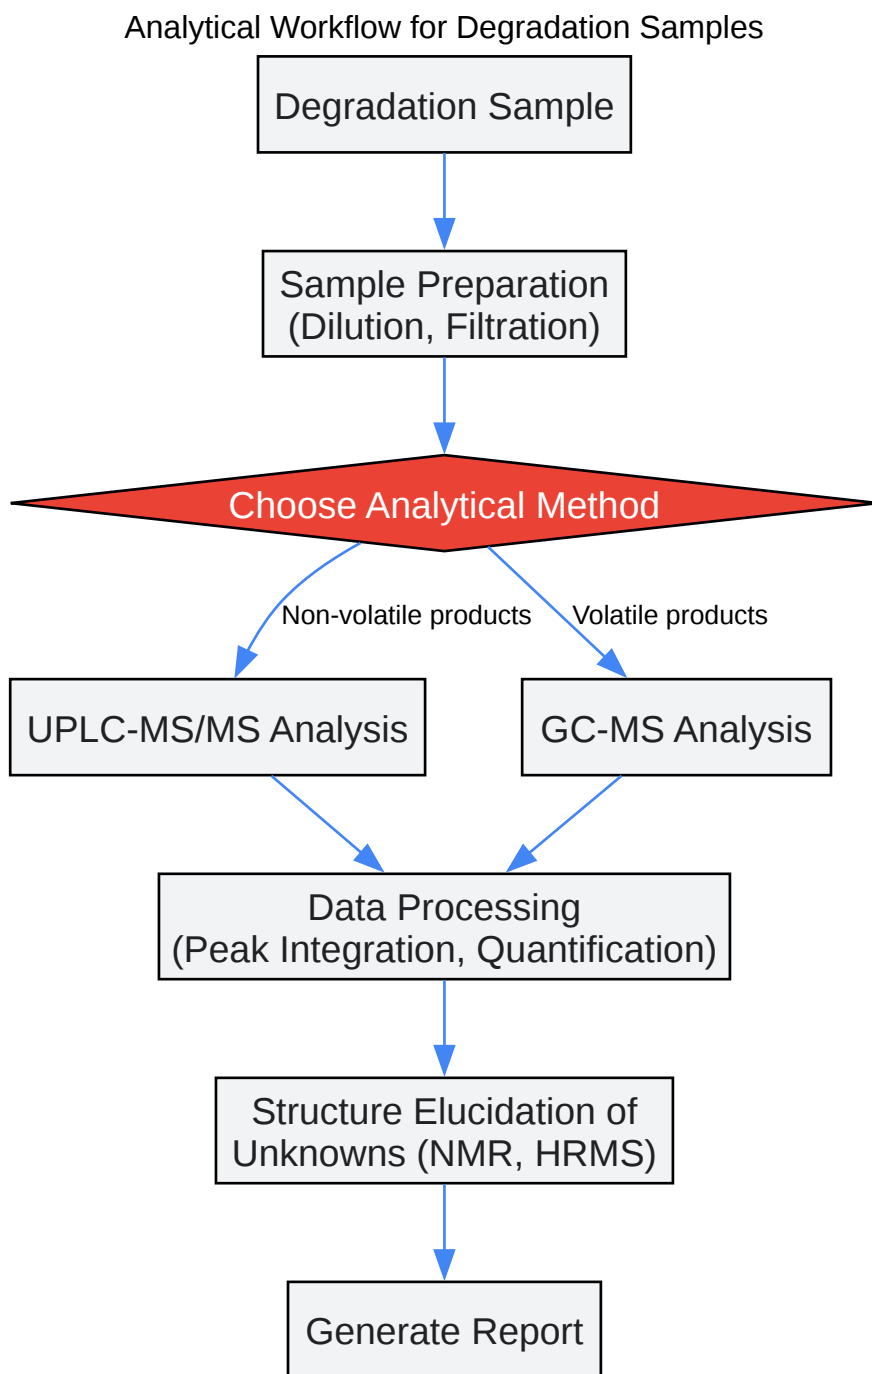 Analytical Workflow for Degradation Samples
Degradation Sample
Sample Preparation
(Dilution, Filtration)
Choose Analytical Method
Non-volatile products
Volatile products
UPLC-MS/MS Analysis
GC-MS Analysis
Data Processing
(Peak Integration, Quantification)
Structure Elucidation of
Unknowns (NMR, HRMS)
Generate Report